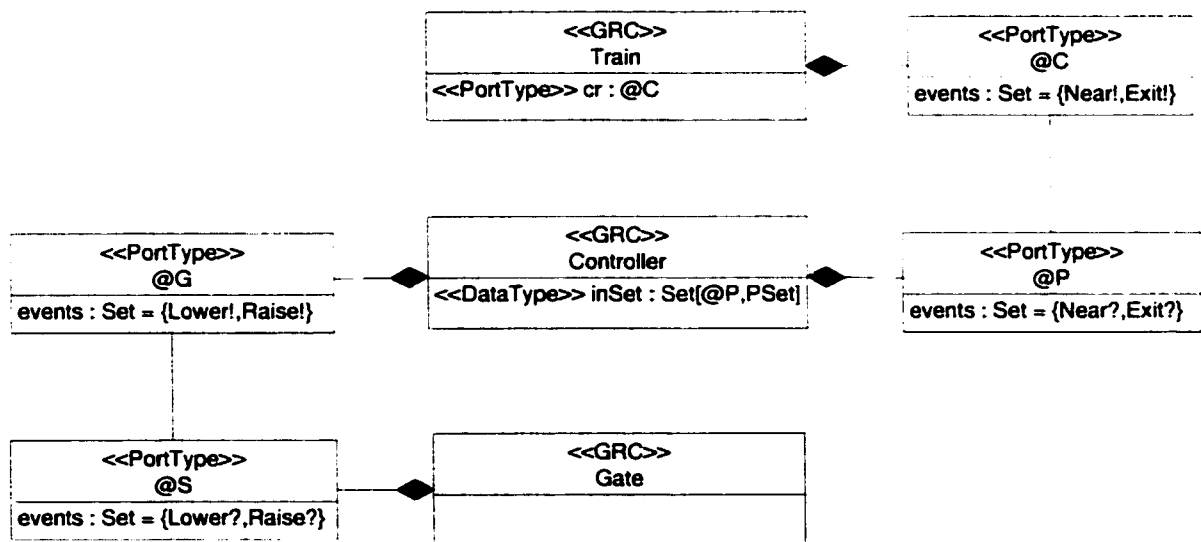 <<GRC>>
Train
<<PortType>> cr : @C
<<PortType>>
@C
events : Set = {Near!,Exit!}
<<PortType>>
@G
events : Set = {Lower!,Raise!}
<<GRC>>
Controller
<<DataType>> inSet : Set[@P,PSet]
<<PortType>>
@P
events : Set = {Near?,Exit?}
<<PortType>>
@S
events : Set = {Lower?,Raise?}
<<GRC>>
Gate